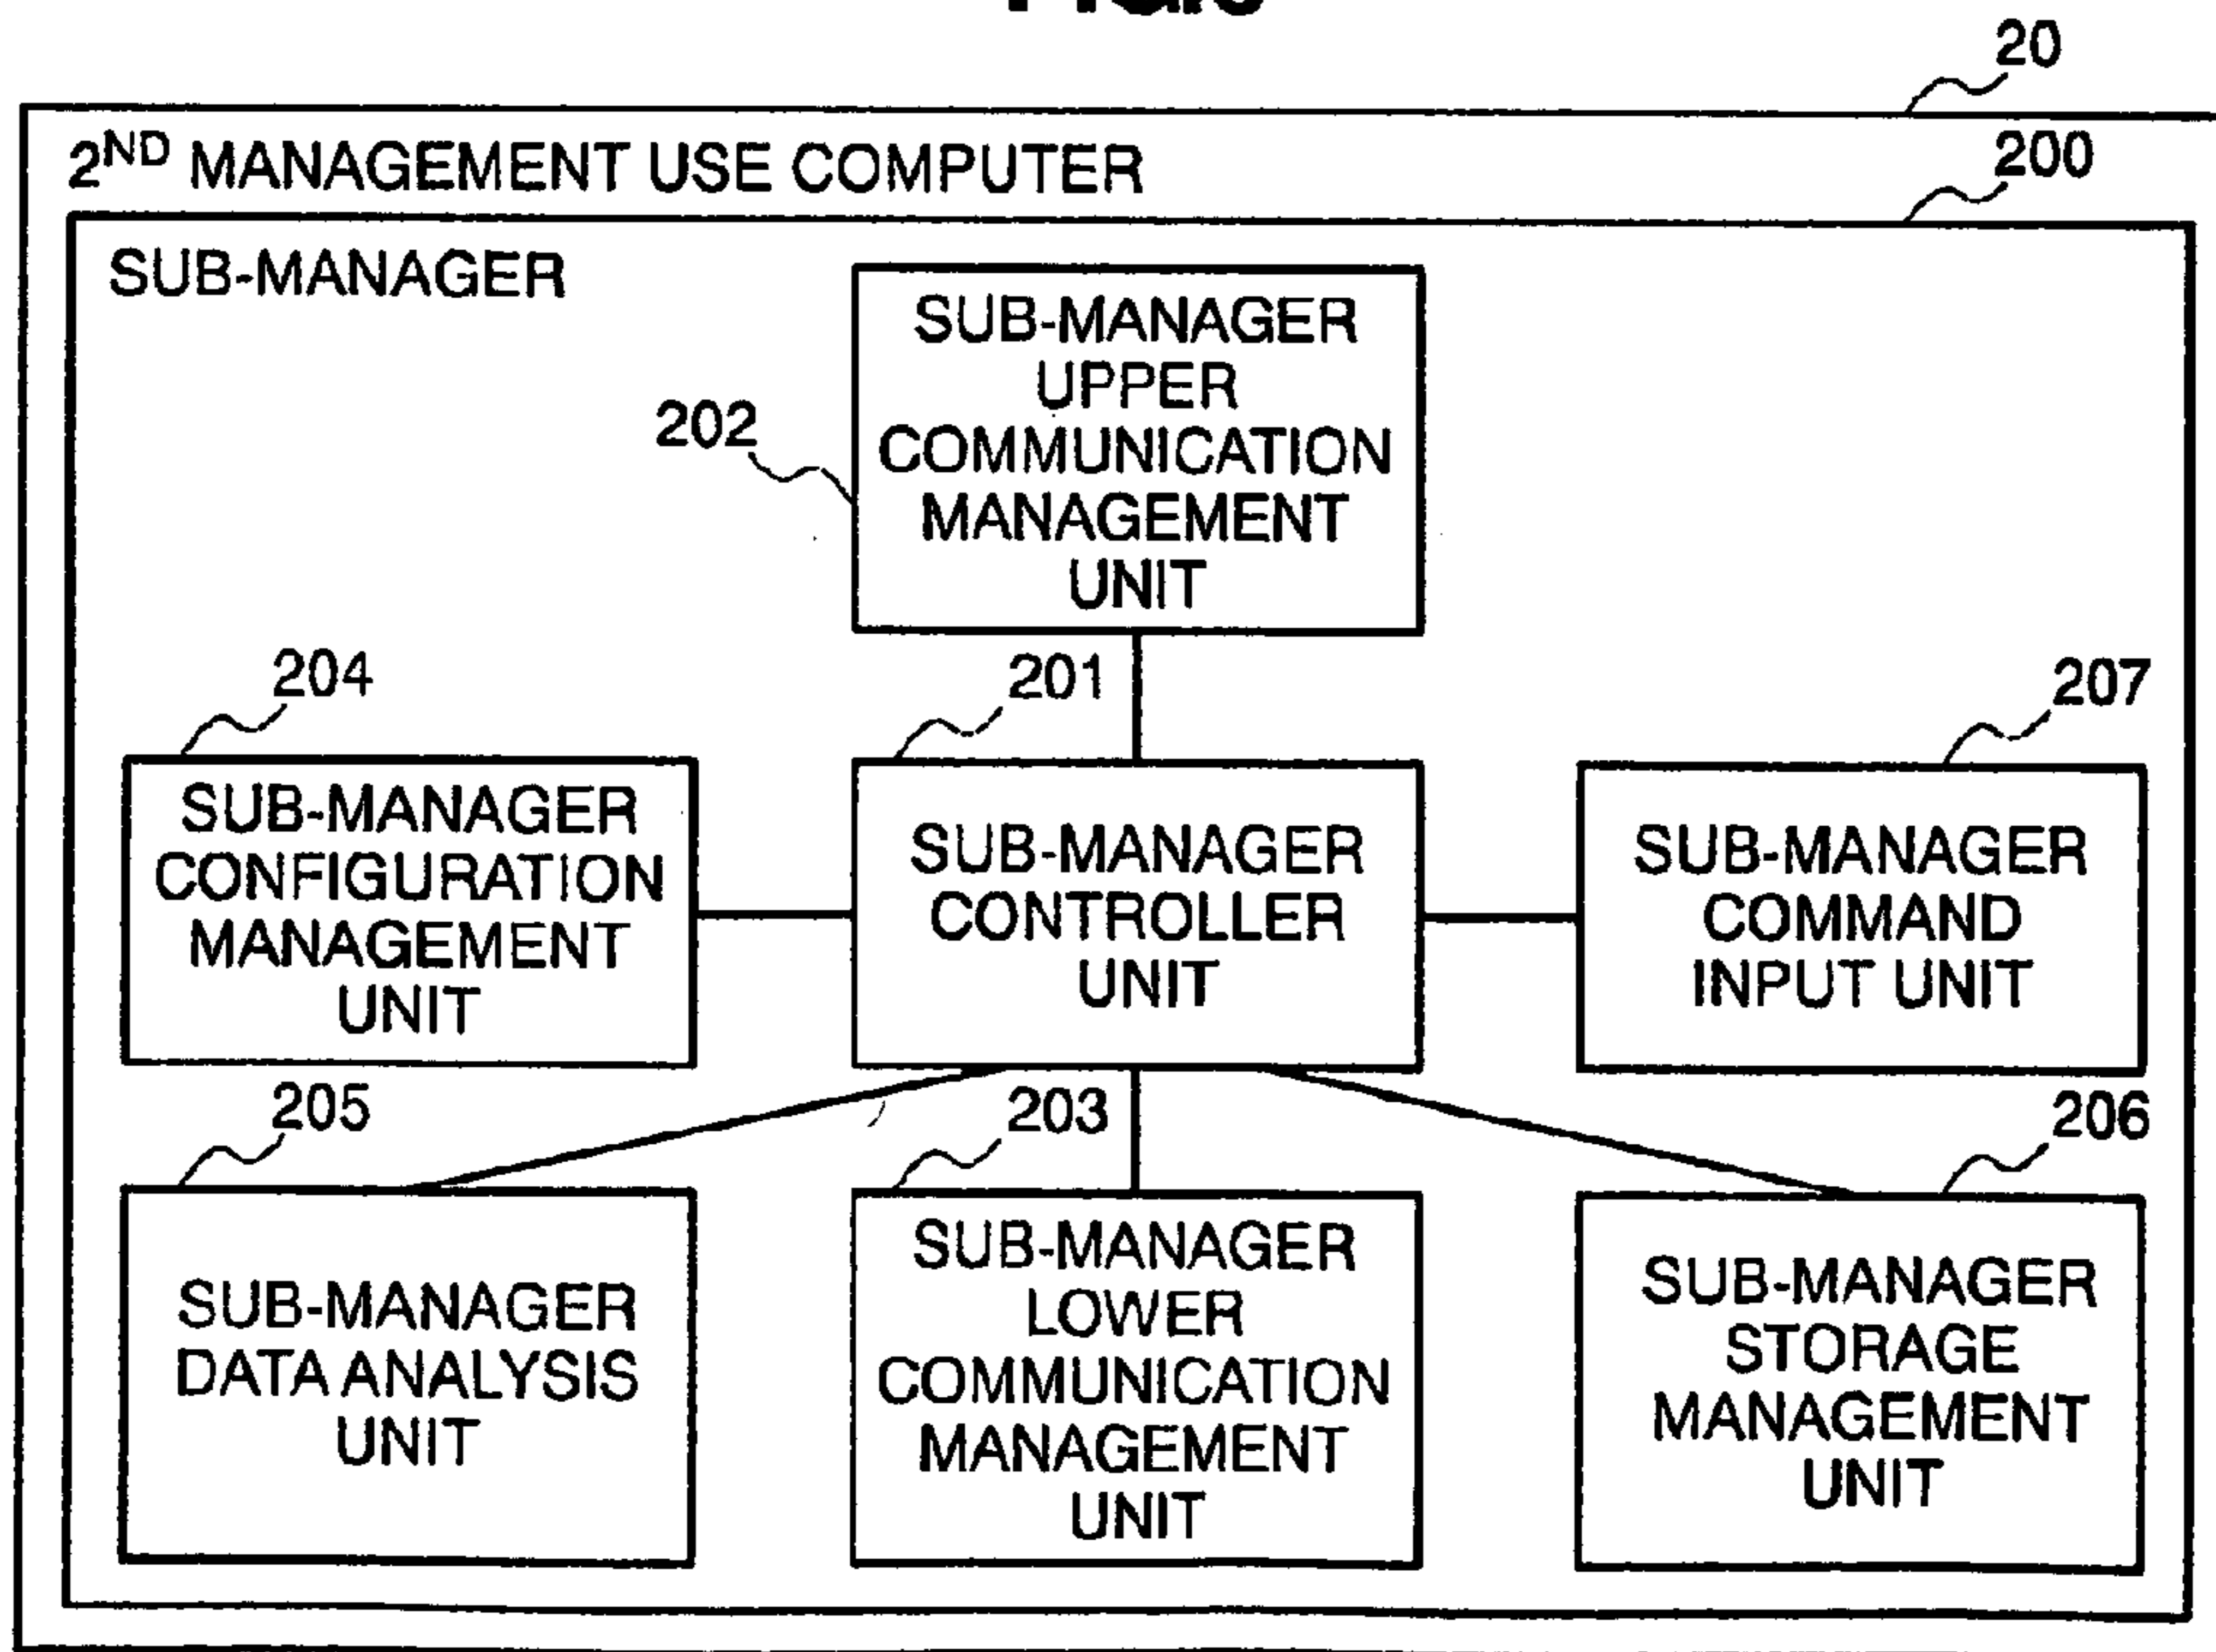 20
2ND MANAGEMENT USE COMPUTER
200
SUB-MANAGER
SUB-MANAGER
UPPER
COMMUNICATION
MANAGEMENT
UNIT
202
204
201
207
SUB-MANAGER
CONFIGURATION
MANAGEMENT
UNIT
SUB-MANAGER
CONTROLLER
UNIT
SUB-MANAGER
COMMAND
INPUT UNIT
205
203
206
SUB-MANAGER
DATA ANALYSIS
UNIT
SUB-MANAGER
LOWER
COMMUNICATION
MANAGEMENT
UNIT
SUB-MANAGER
STORAGE
MANAGEMENT
UNIT